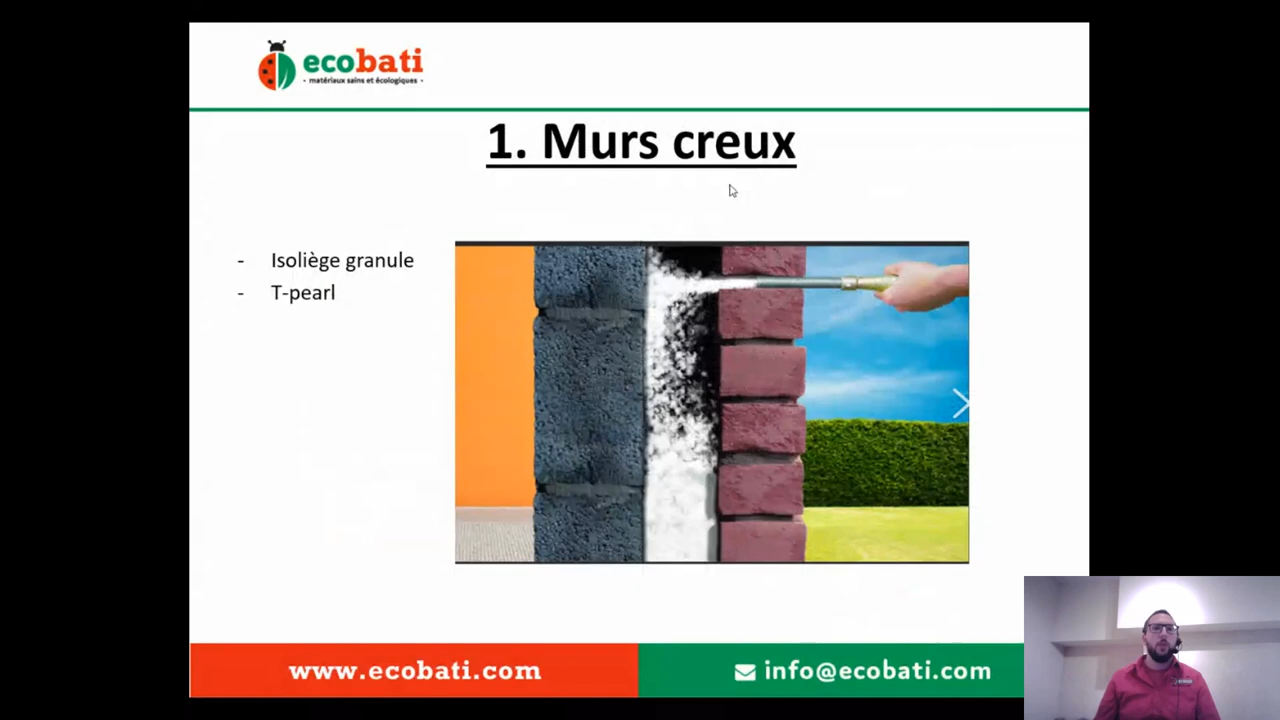 ecobati
• matériaux sains et écologiques •
1. Murs creux
- Isoliège granule
- T-pearl
www.ecobati.com
info@ecobati.com